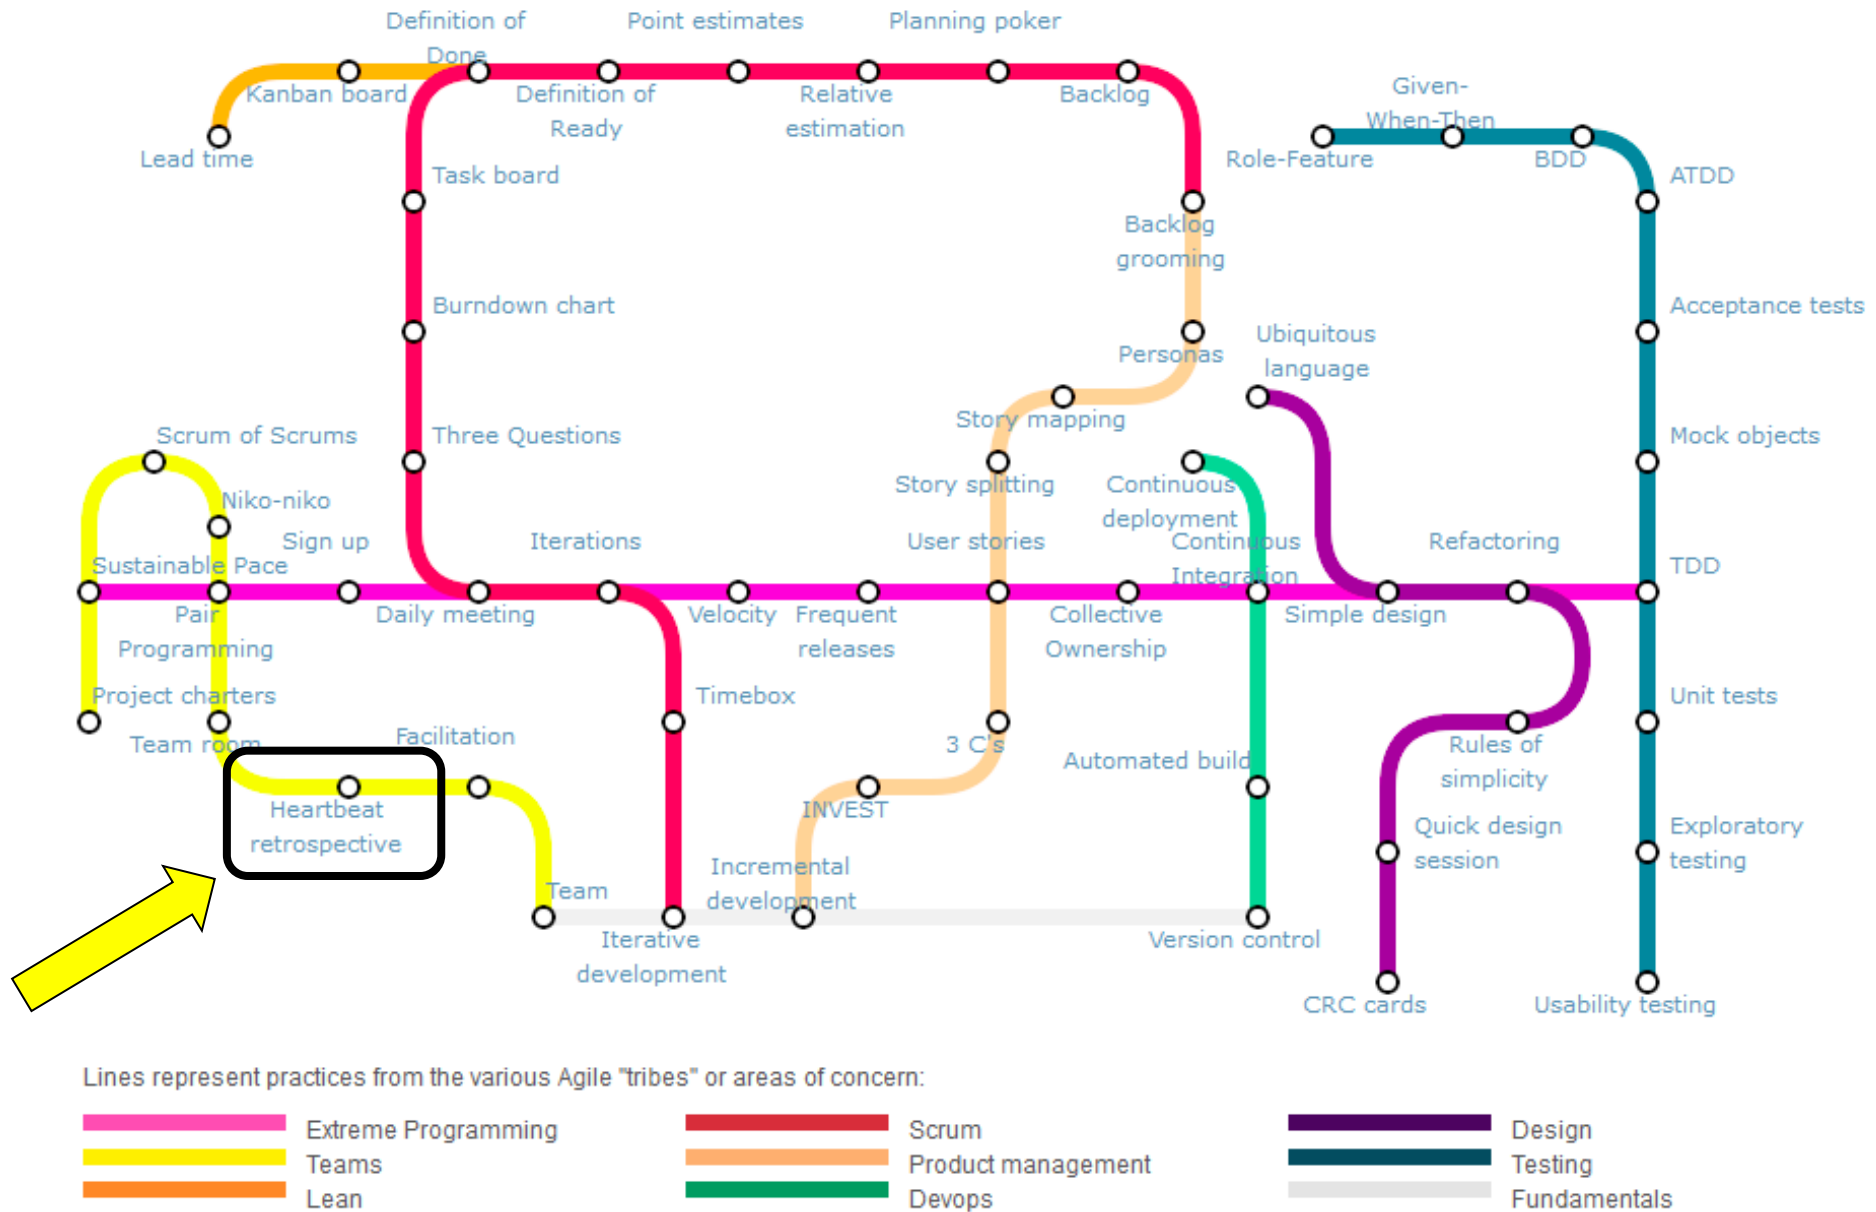 Definition of
Done
Point estimates
Planning poker
Kanban board
Definition of
Ready
Relative
estimation
Backlog
Given-
When-Then
Lead time
Role-Feature
BDD
Task board
ATDD
Backlog
grooming
Burndown chart
Acceptance tests
Personas
Ubiquitous
language
Story mapping
Scrum of Scrums
Three Questions
Mock objects
Niko-niko
Story splitting
Continuous
deployment
Sign up
Iterations
User stories
Continuous
Integration
Refactoring
Sustainable Pace
TDD
Pair
Programming
Daily meeting
Velocity
Frequent
releases
Collective
Ownership
Simple design
Project charters
Timebox
Unit tests
Team room
Facilitation
3 C's
Automated build
Rules of
simplicity
Heartbeat
retrospective
INVEST
Quick design
session
Exploratory
testing
Incremental
development
Team
Iterative
development
Version control
CRC cards
Usability testing
Lines represent practices from the various Agile "tribes" or areas of concern:
Extreme Programming
Scrum
Design
Teams
Product management
Testing
Lean
Devops
Fundamentals